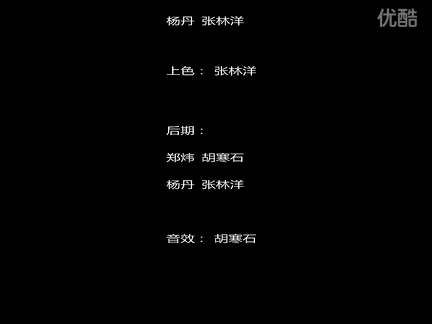 优酷
杨丹 张林洋
上色： 张林洋
后期：
郑炜 胡寒石
杨丹 张林洋
音效： 胡寒石